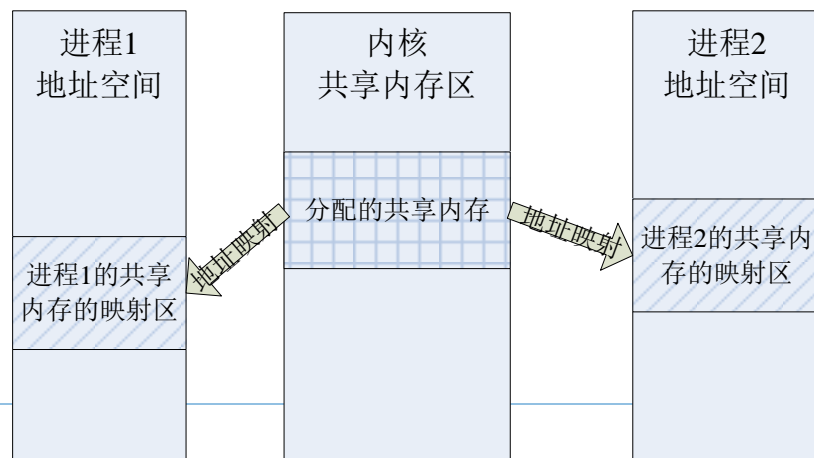 进程1
地址空间
进程1的共享
内存的映射区
地址映射
内核
共享内存区
分配的共享内存
地址映射
进程2
地址空间
进程2的共享内
存的映射区